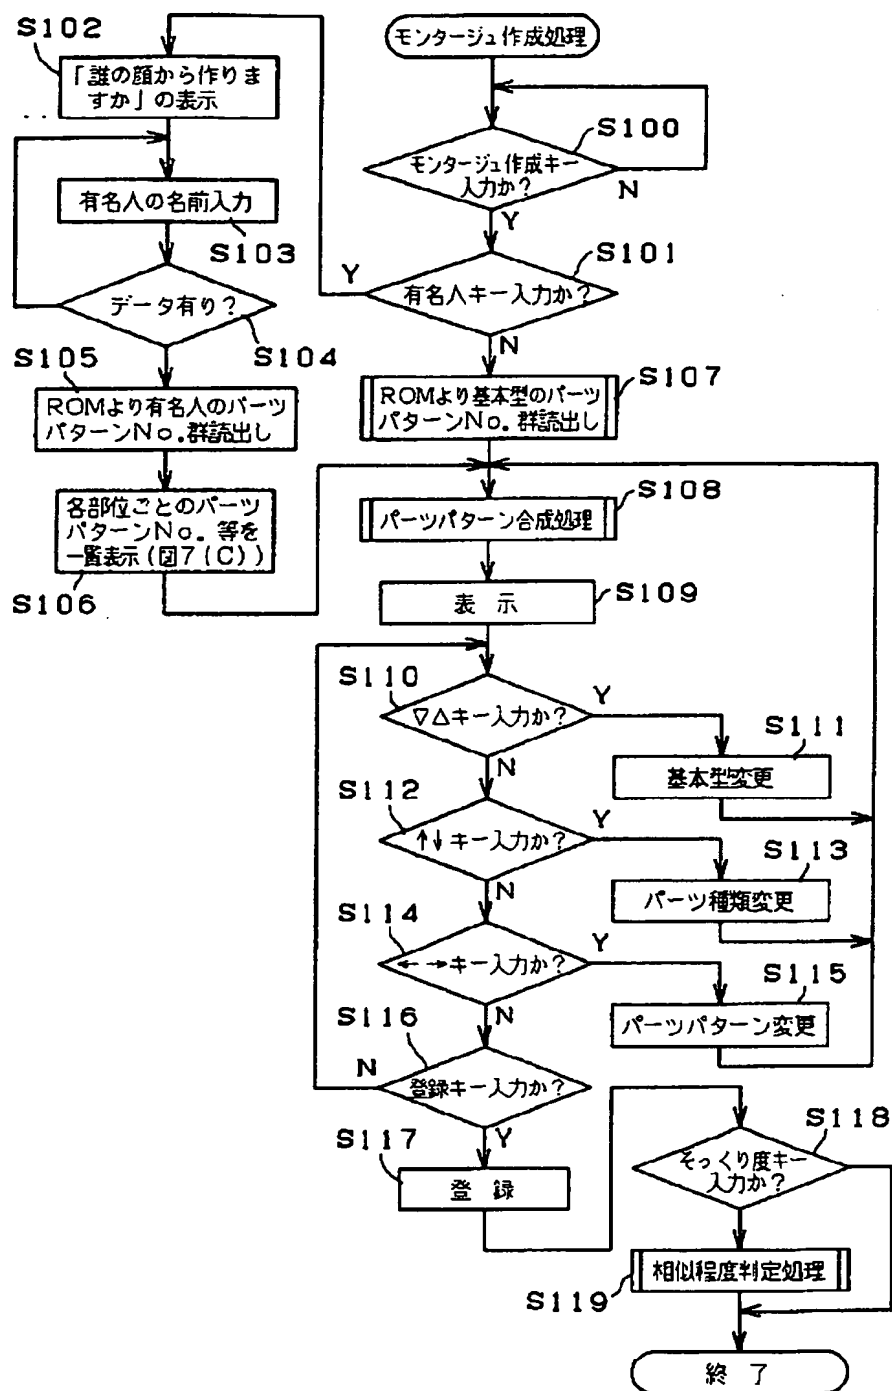 モンタージュ作成処理
S100
モンタージュ作成キー
入力か?
N
Y
S101
有名人キー入力か?
Y
N
S102
「誰の顔から作りま
すか」の表示
有名人の名前入力
S103
データ有り?
S104
S105
ROMより有名人のパーツ
パターンNo.群読出し
各部位ごとのパーツ
パターンNo.等を
一覧表示(図7(C))
S106
S107
ROMより基本型のパーツ
パターンNo.群読出し
S108
パーツパターン合成処理
表示
S109
S110
▽△キー入力か?
Y
N
S111
基本型変更
S112
↑↓キー入力か?
Y
N
S113
パーツ種類変更
S114
←→キー入力か?
Y
N
S115
パーツパターン変更
S116
登録キー入力か?
N
Y
S117
登録
S118
そっくり度キー
入力か?
相似程度判定処理
S119
終了